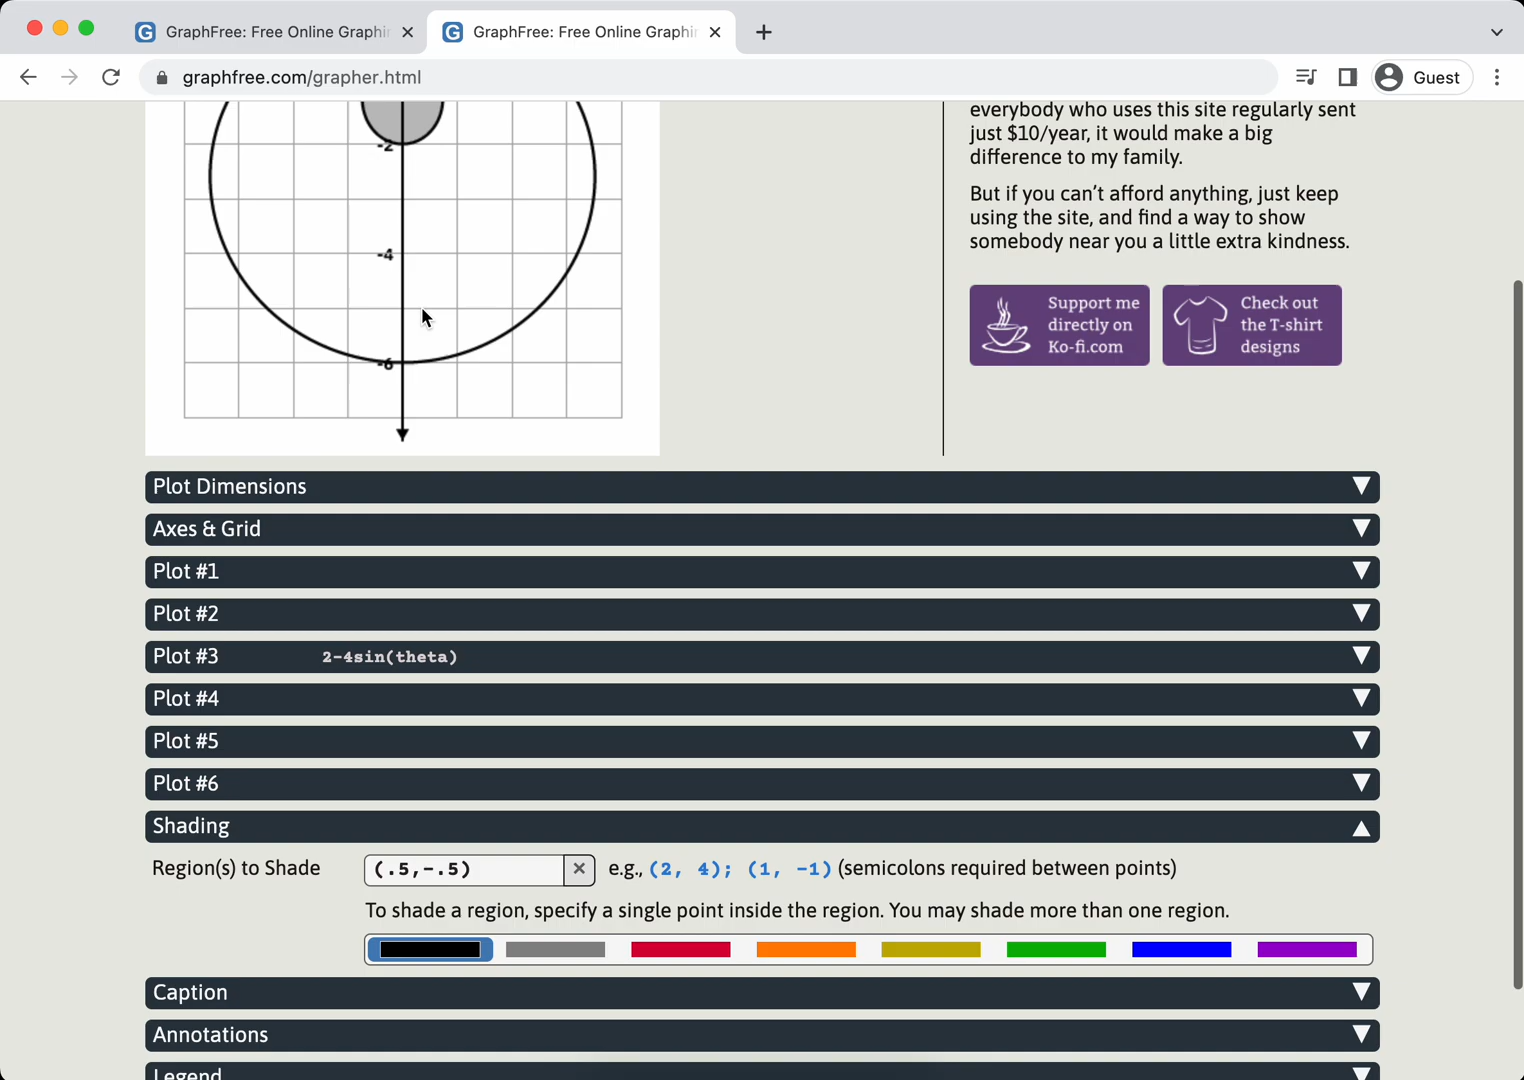 GraphFree: Free Online Graphi
GraphFree: Free Online Graphi
graphfree.com/grapher.html
Guest
everybody who uses this site regularly sent
just $10/year, it would make a big
difference to my family.
But if you can't afford anything, just keep
using the site, and find a way to show
somebody near you a little extra kindness.
Support me
directly on
Ko-fi.com
Check out
the T-shirt
designs
-2
-4
-6
Plot Dimensions
Axes & Grid
Plot #1
Plot #2
Plot #3 2-4sin(theta)
Plot #4
Plot #5
Plot #6
Shading
Region(s) to Shade (.5,-.5) e.g., (2, 4); (1, -1) (semicolons required between points)
To shade a region, specify a single point inside the region. You may shade more than one region.
Caption
Annotations
Legend